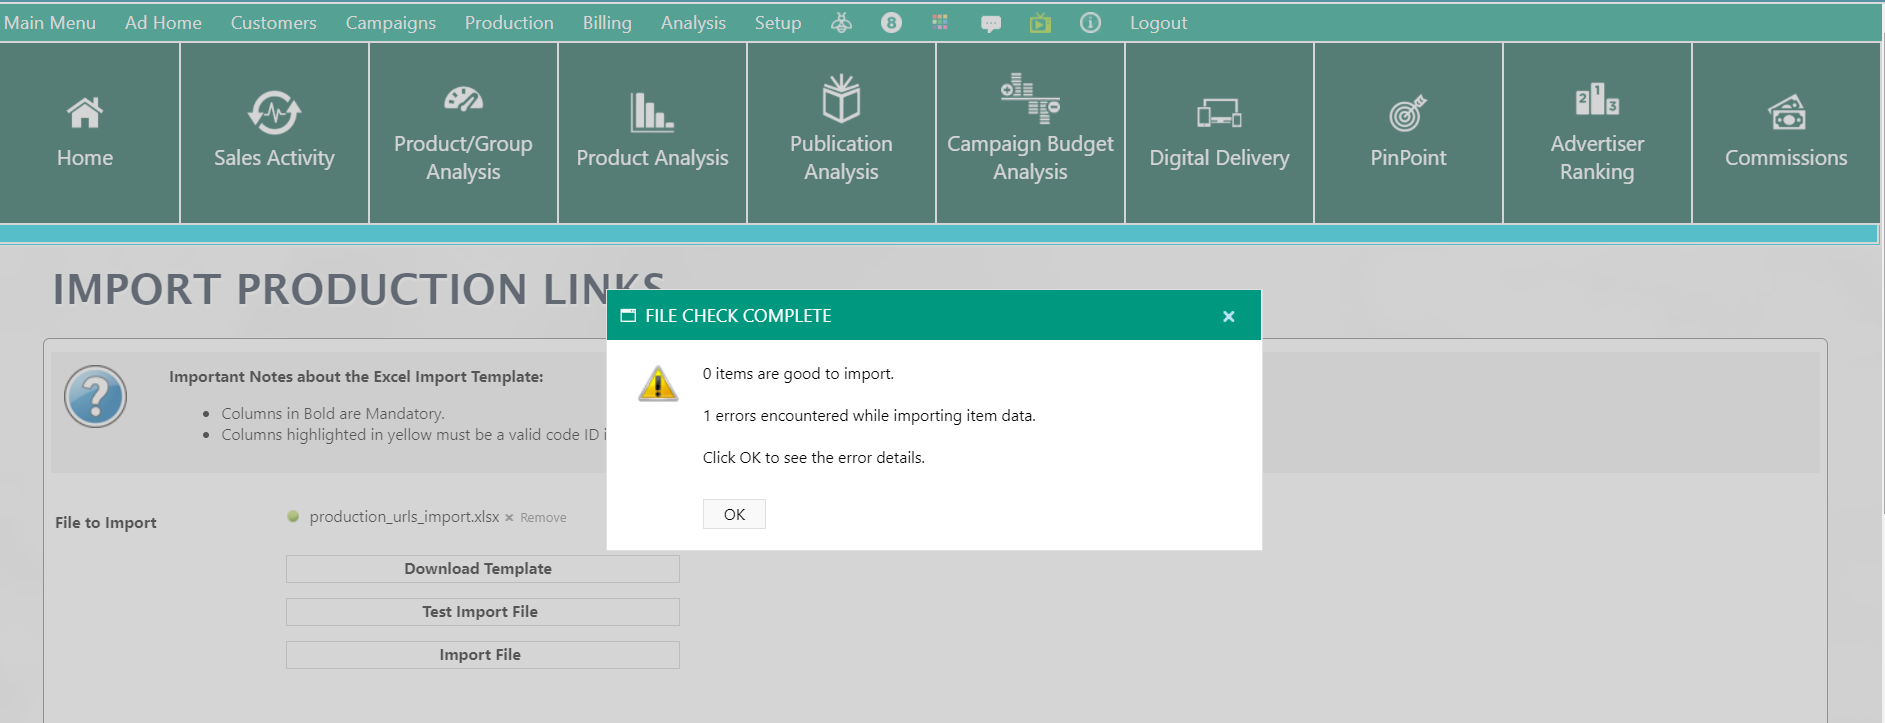 Main Menu Ad Home Customers Campaigns Production Billing Analysis Setup 8 Logout
Home
Sales Activity
Product/Group
Analysis
Product Analysis
Publication
Analysis
Campaign Budget
Analysis
Digital Delivery
PinPoint
2 1 3
Advertiser
Ranking
Commissions
IMPORT PRODUCTION LINKS
FILE CHECK COMPLETE
0 items are good to import.
1 errors encountered while importing item data.
Click OK to see the error details.
OK
Important Notes about the Excel Import Template:
• Columns in Bold are Mandatory.
• Columns highlighted in yellow must be a valid code ID
File to Import
production_urls_import.xlsx × Remove
Download Template
Test Import File
Import File